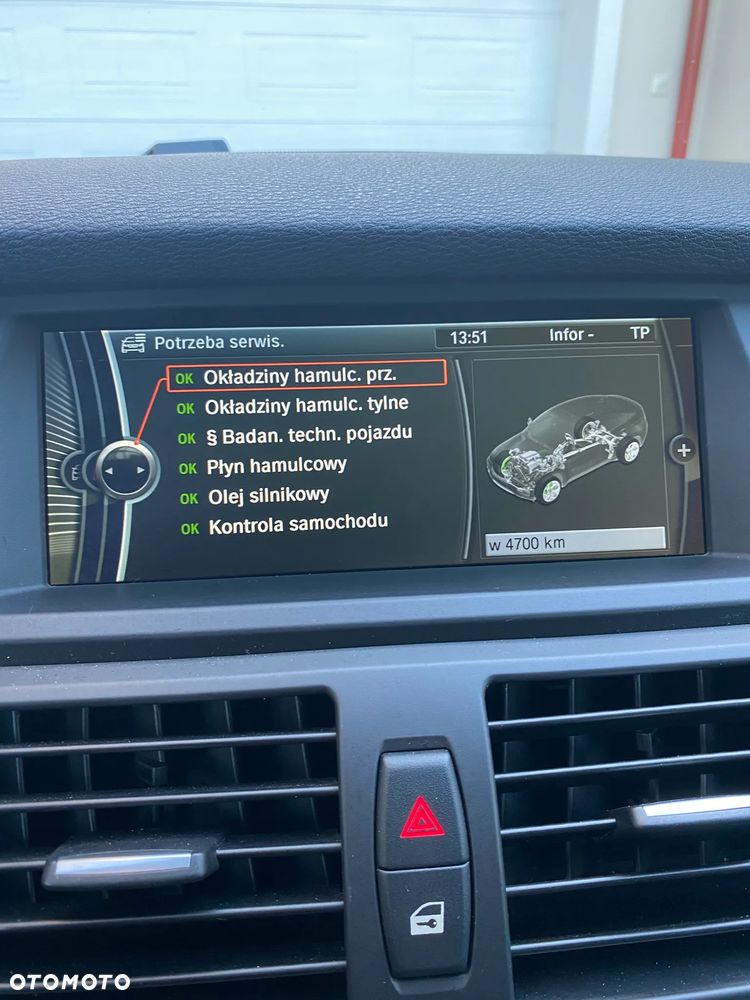 Potrzeba serwis.
13:51
Infor -
TP
OK Okładziny hamulc. prz.
OK Okładziny hamulc. tylne
OK § Badan. techn. pojazdu
OK Płyn hamulcowy
OK Olej silnikowy
OK Kontrola samochodu
w 4700 km
OTOMOTO